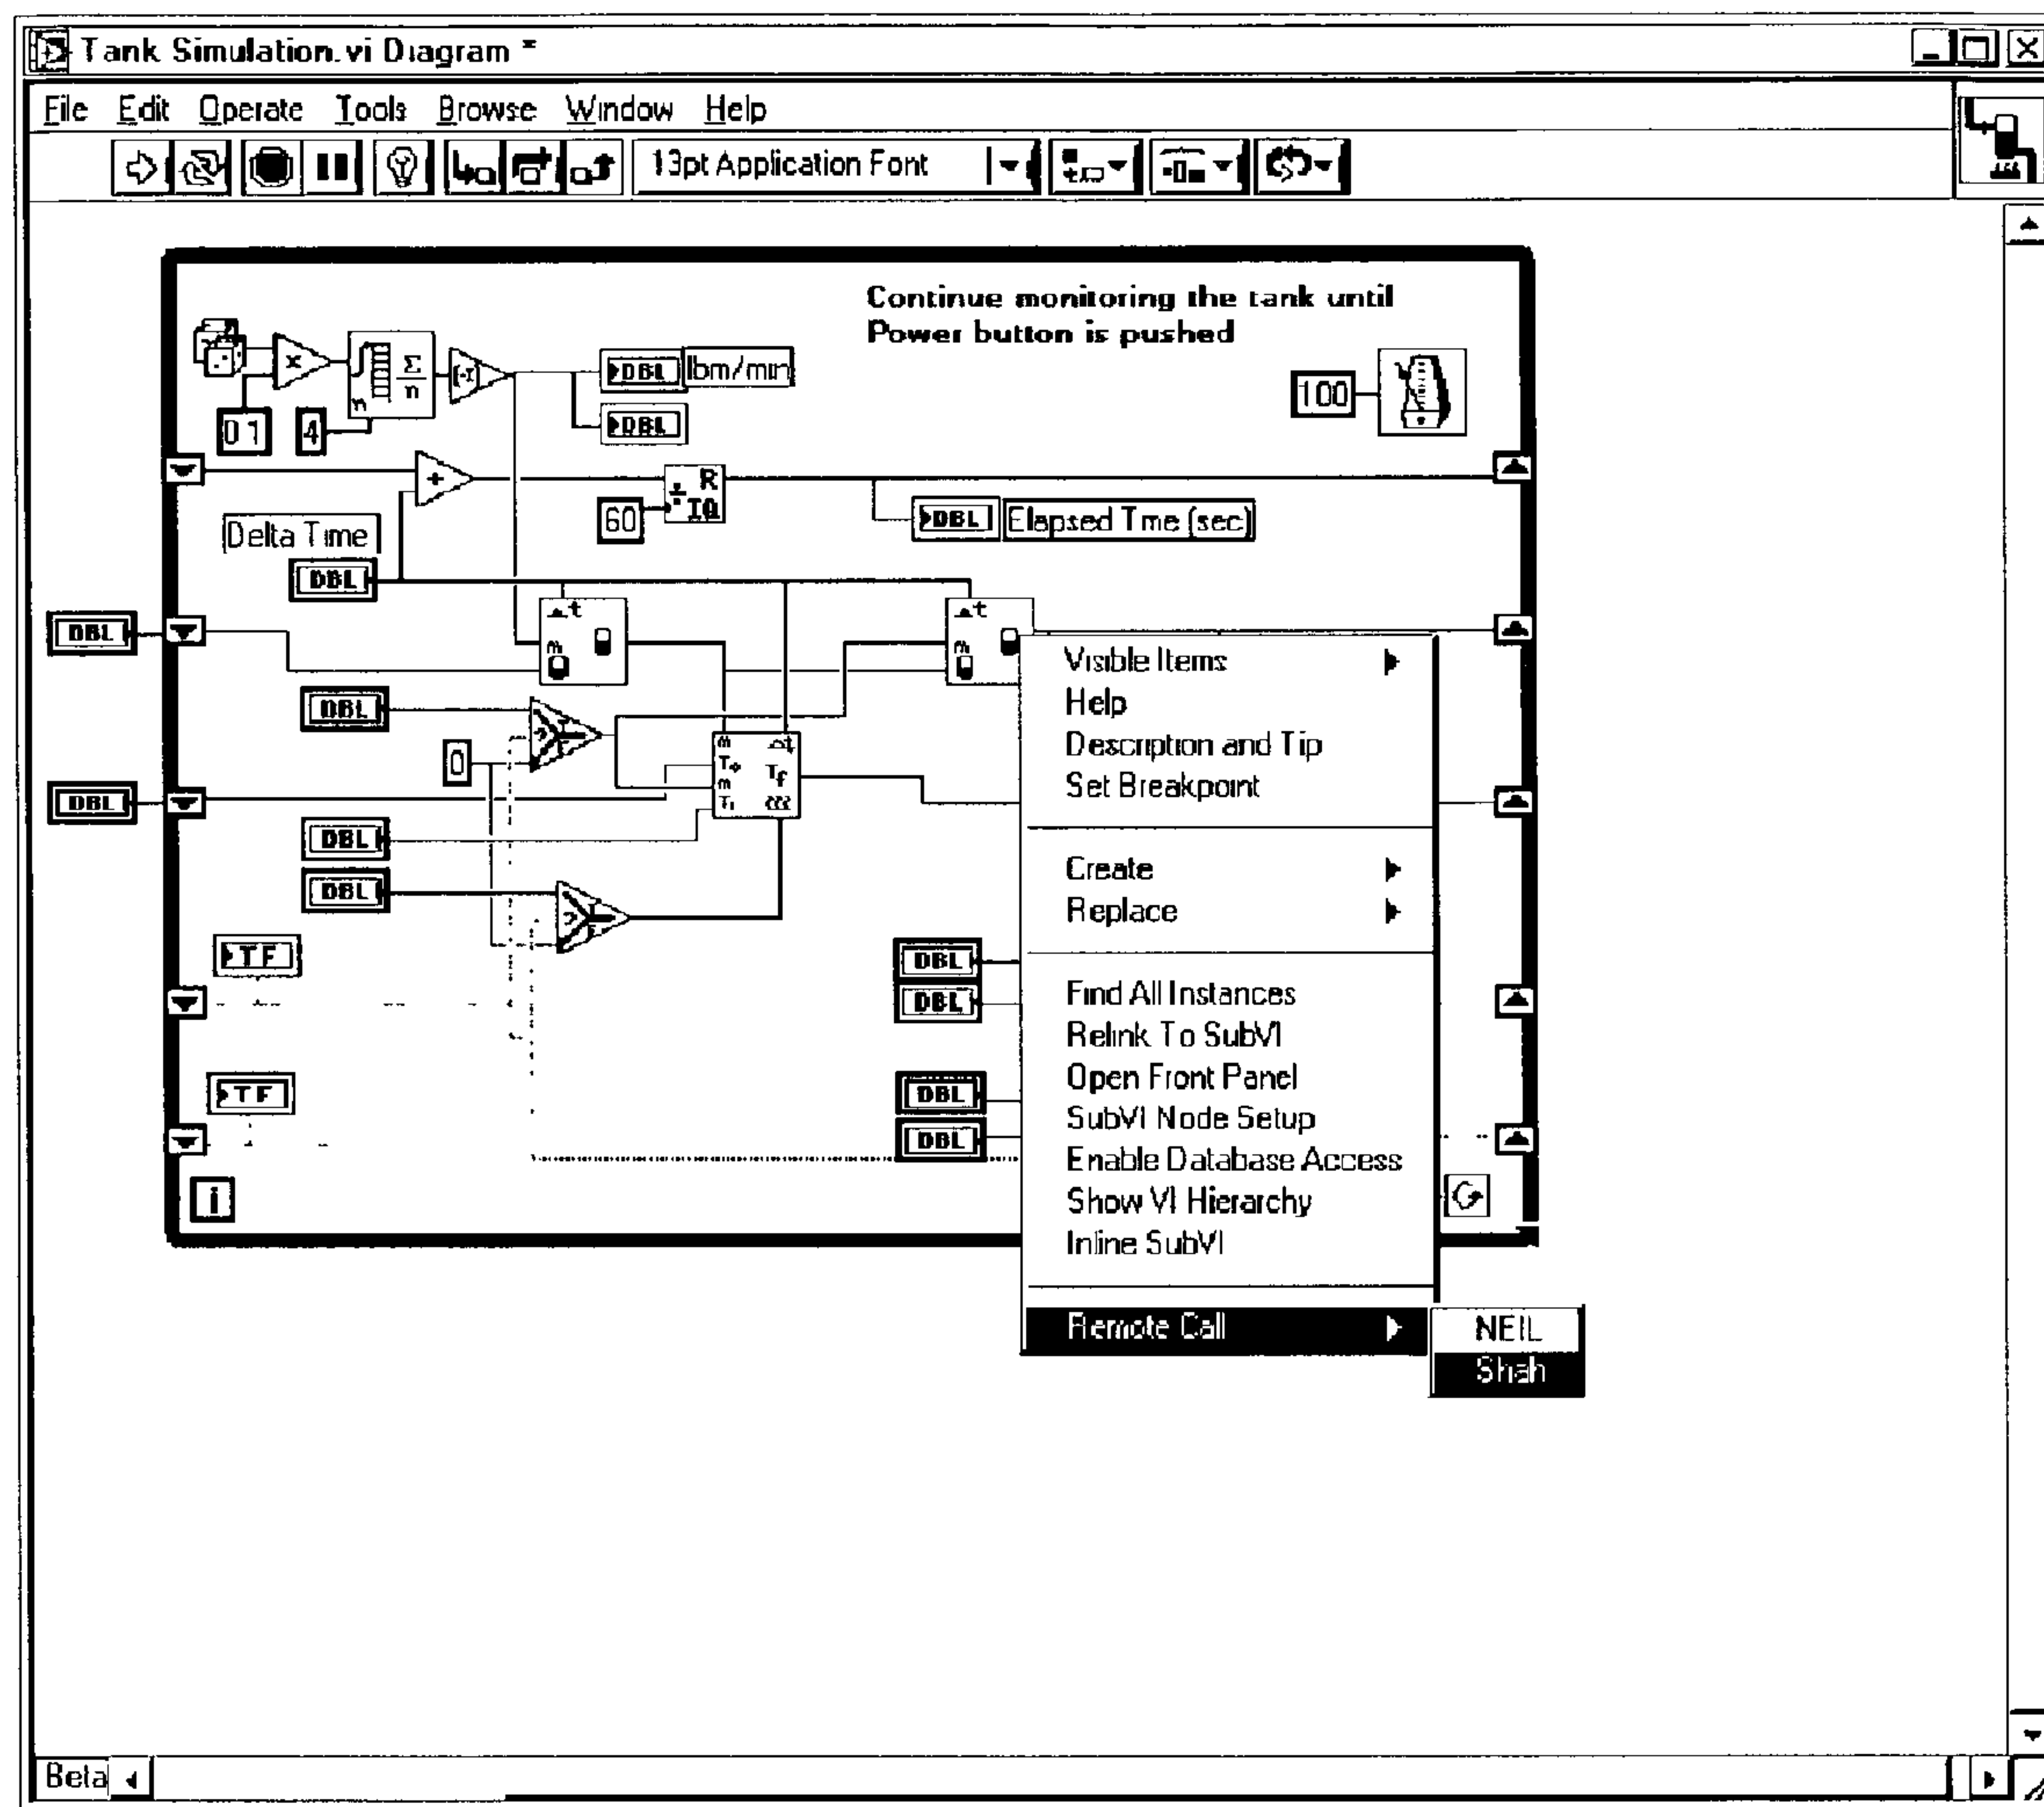 Tank Simulation.vi Diagram *
File Edit Operate Tools Browse Window Help
13pt Application Font
Continue monitoring the tank until
Power button is pushed
x
Σ
n
n
DBL lbm/min
DBL
100
4
+
R
IQ
60
DBL Elapsed Tme (sec)
Delta Time
DBL
t
m
t
m
DBL
DBL
0
m
m
DBL
DBL
DBL
TF
DBL
DBL
TF
DBL
DBL
i
Visible Items
Help
Description and Tip
Set Breakpoint
Create
Replace
Find All Instances
Relink To SubVI
Open Front Panel
SubVI Node Setup
Enable Database Access
Show VI Hierarchy
Inline SubVI
Remote Call
NEIL
Shah
Beta